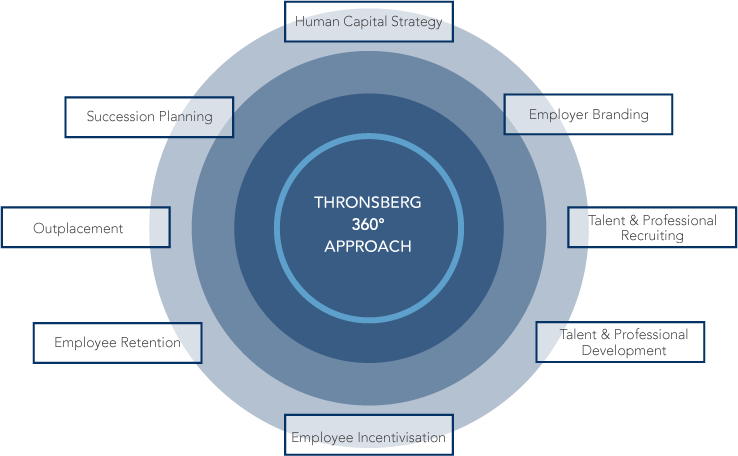 Human Capital Strategy
Succession Planning
Employer Branding
THRONSBERG
360°
APPROACH
Outplacement
Talent & Professional
Recruiting
Employee Retention
Talent & Professional
Development
Employee Incentivisation